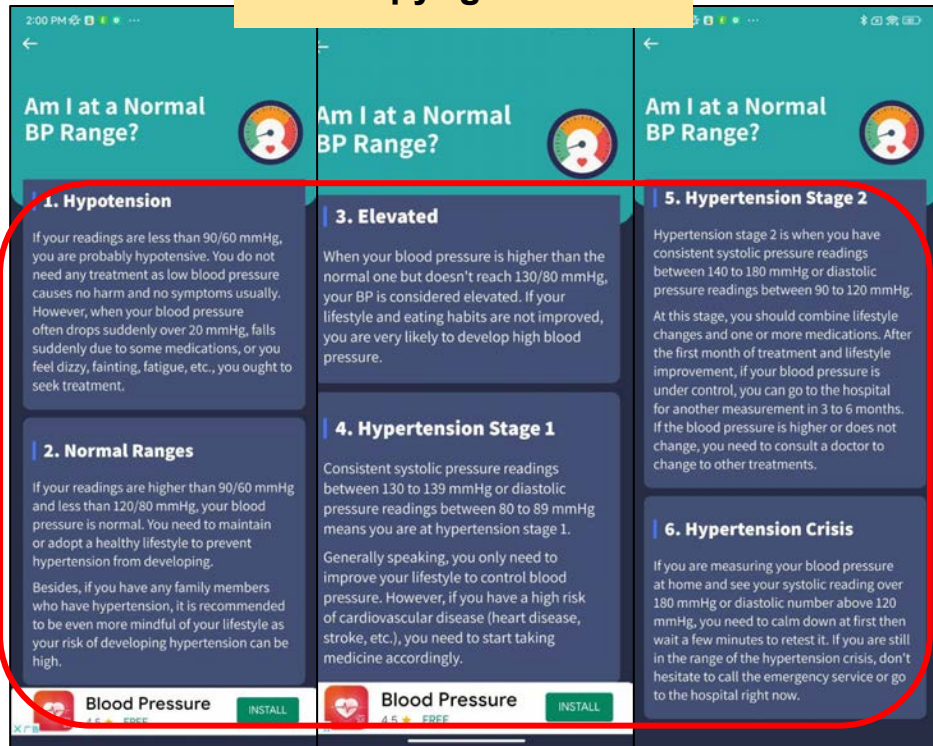 2:00 PM
Am I at a Normal
BP Range?
1. Hypotension
If your readings are less than 90/60 mmHg,
you are probably hypotensive. You do not
need any treatment as low blood pressure
causes no harm and no symptoms usually.
However, when your blood pressure
often drops suddenly over 20 mmHg, falls
suddenly due to some medications, or you
feel dizzy, fainting, fatigue, etc., you ought to
seek treatment.
2. Normal Ranges
If your readings are higher than 90/60 mmHg
and less than 120/80 mmHg, your blood
pressure is normal. You need to maintain
or adopt a healthy lifestyle to prevent
hypertension from developing.
Besides, if you have any family members
who have hypertension, it is recommended
to be even more mindful of your lifestyle as
your risk of developing hypertension can be
high.
Blood Pressure
4.5 ★ FREE
INSTALL
Am I at a Normal
BP Range?
3. Elevated
When your blood pressure is higher than the
normal one but doesn't reach 130/80 mmHg,
your BP is considered elevated. If your
lifestyle and eating habits are not improved,
you are very likely to develop high blood
pressure.
4. Hypertension Stage 1
Consistent systolic pressure readings
between 130 to 139 mmHg or diastolic
pressure readings between 80 to 89 mmHg
means you are at hypertension stage 1.
Generally speaking, you only need to
improve your lifestyle to control blood
pressure. However, if you have a high risk
of cardiovascular disease (heart disease,
stroke, etc.), you need to start taking
medicine accordingly.
Blood Pressure
4.5 ★ FREE
INSTALL
Am I at a Normal
BP Range?
5. Hypertension Stage 2
Hypertension stage 2 is when you have
consistent systolic pressure readings
between 140 to 180 mmHg or diastolic
pressure readings between 90 to 120 mmHg.
At this stage, you should combine lifestyle
changes and one or more medications. After
the first month of treatment and lifestyle
improvement, if your blood pressure is
under control, you can go to the hospital
for another measurement in 3 to 6 months.
If the blood pressure is higher or does not
change, you need to consult a doctor to
change to other treatments.
6. Hypertension Crisis
If you are measuring your blood pressure
at home and see your systolic reading over
180 mmHg or diastolic number above 120
mmHg, you need to calm down at first then
wait a few minutes to retest it. If you are still
in the range of the hypertension crisis, don't
hesitate to call the emergency service or go
to the hospital right now.